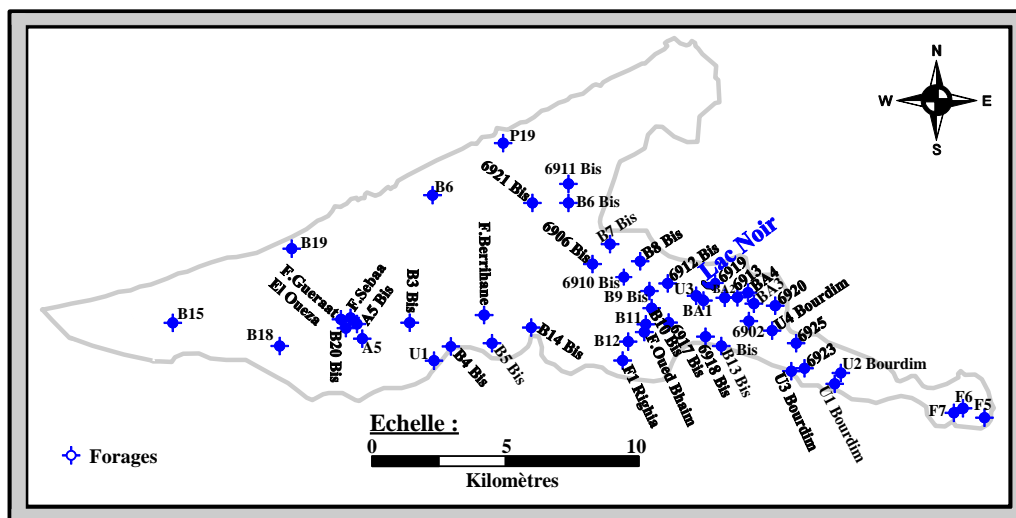 N
W E
S
P19
6911 Bis
6921 Bis
B6
B6 Bis
B7 Bis
6906 Bis
B8 Bis
Lac Noir
B19
6910 Bis
6912 Bis
6919
6913
BA4
F.Berrihane
F.Gueraat
El Oueza
F.Sebaa
A5 Bis
B3 Bis
B9 Bis
U3
BA1
BA2
BA3
6920
B15
B18
B20 Bis
A5
U1
B4 Bis
B5 Bis
B14 Bis
B11
B12
B10 Bis
6917 Bis
6918 Bis
B13 Bis
Bis
6902
U4 Bourdim
6925
F1 Righia
F.Oued Bhaim
6923
U3 Bourdim
U2 Bourdim
U1 Bourdim
F7
F6
F5
Echelle :
0 5 10
Kilomètres
Forages